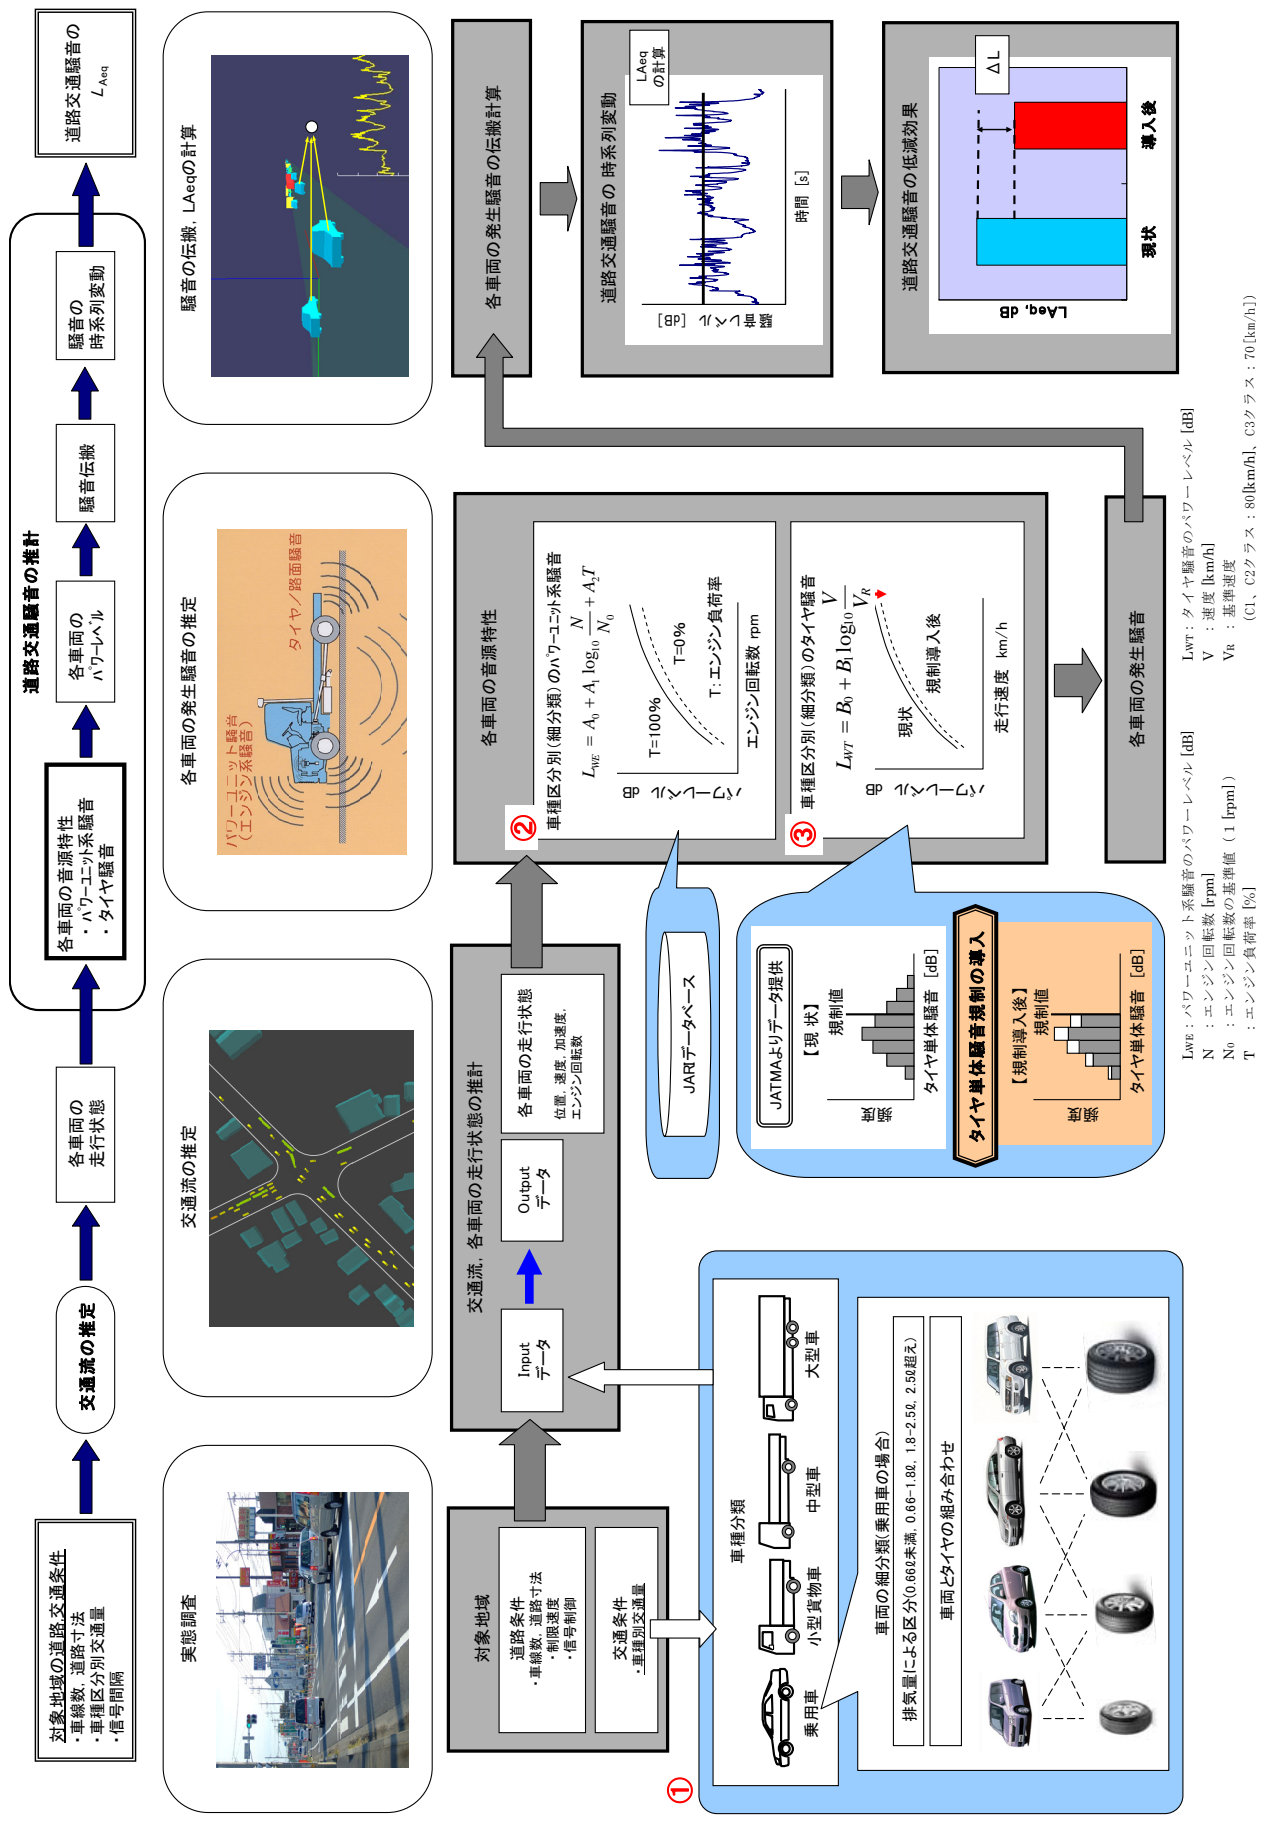 対象地域の道路,交通条件
・車線数, 道路寸法
・車種区分別交通量
・信号間隔
交通流の推定
各車両の
走行状態
道路交通騒音の推計
各車両の音源特性
・パワーユニット系騒音
・タイヤ騒音
各車両の
パワーレベル
騒音伝搬
騒音の
時系列変動
道路交通騒音の
LAeq
実態調査
交通流の推定
各車両の発生騒音の推定
パワーユニット騒音
(エンジン系騒音)
タイヤ/路面騒音
騒音の伝搬, LAeqの計算
対象地域
道路条件
・車線数, 道路寸法
・制限速度
・信号制御
交通条件
・車種別交通量
交通流, 各車両の走行状態の推計
Input
データ
Output
データ
各車両の走行状態
位置, 速度, 加速度,
エンジン回転数
①
車種分類
乗用車
小型貨物車
中型車
大型車
車両の細分類(乗用車の場合)
排気量による区分(0.66ℓ未満, 0.66-1.8ℓ, 1.8-2.5ℓ, 2.5ℓ超え)
車両とタイヤの組み合わせ
各車両の音源特性
②
車種区分別(細分類)のパワーユニット系騒音
LWE = A0 + A1 log10 N/N0 + A2T
パワーレベル dB
T=100%
T=0%
T:エンジン負荷率
エンジン回転数 rpm
③
車種区分別(細分類)のタイヤ騒音
LWT = B0 + B1 log10 V/VR
パワーレベル dB
現状
規制導入後
走行速度 km/h
JARIデータベース
JATMAよりデータ提供
【現 状】
規制値
頻度
タイヤ単体騒音 [dB]
タイヤ単体騒音規制の導入
【規制導入後】
規制値
頻度
タイヤ単体騒音 [dB]
各車両の発生騒音
各車両の発生騒音の伝搬計算
道路交通騒音の 時系列変動
LAeq
の計算
騒音レベル [dB]
時間 [s]
道路交通騒音の低減効果
LAeq, dB
ΔL
現状
導入後
LWE : パワーユニット系騒音のパワーレベル [dB]
N : エンジン回転数 [rpm]
N0 : エンジン回転数の基準値 (1 [rpm])
T : エンジン負荷率 [%]
LWT : タイヤ騒音のパワーレベル [dB]
V : 速度 [km/h]
VR : 基準速度
(C1、C2クラス : 80[km/h]、C3クラス : 70[km/h])